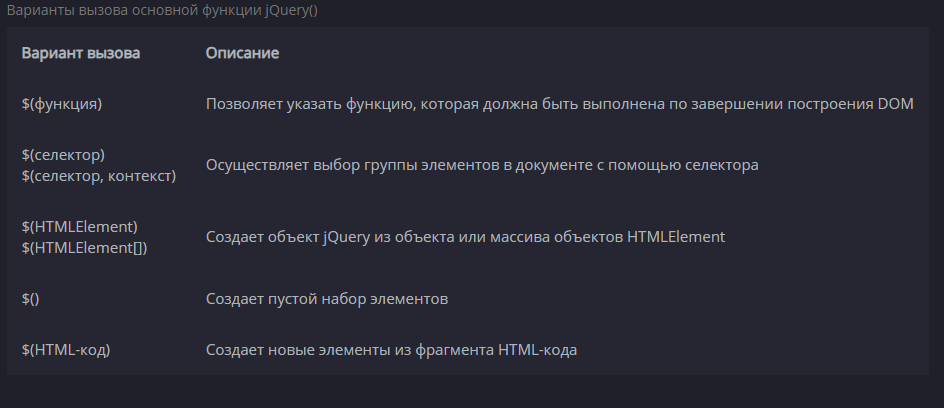 Варианты вызова основной функции jQuery()
Вариант вызова Описание
$(функция) Позволяет указать функцию, которая должна быть выполнена по завершении построения DOM
$(селектор)
$(селектор, контекст)
Осуществляет выбор группы элементов в документе с помощью селектора
$(HTMLElement)
$(HTMLElement[])
Создает объект jQuery из объекта или массива объектов HTMLElement
$() Создает пустой набор элементов
$(HTML-код) Создает новые элементы из фрагмента HTML-кода